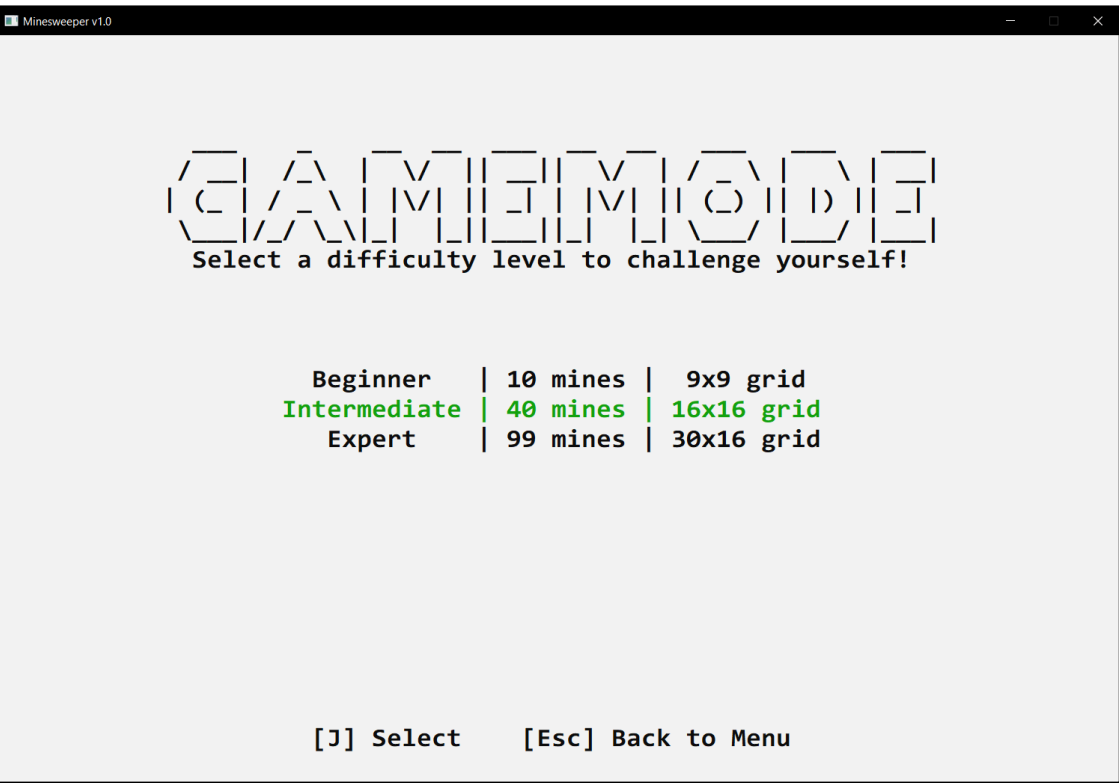 Minesweeper v1.0
GAMEMODE
Select a difficulty level to challenge yourself!
Beginner | 10 mines | 9x9 grid
Intermediate | 40 mines | 16x16 grid
Expert | 99 mines | 30x16 grid
[J] Select [Esc] Back to Menu